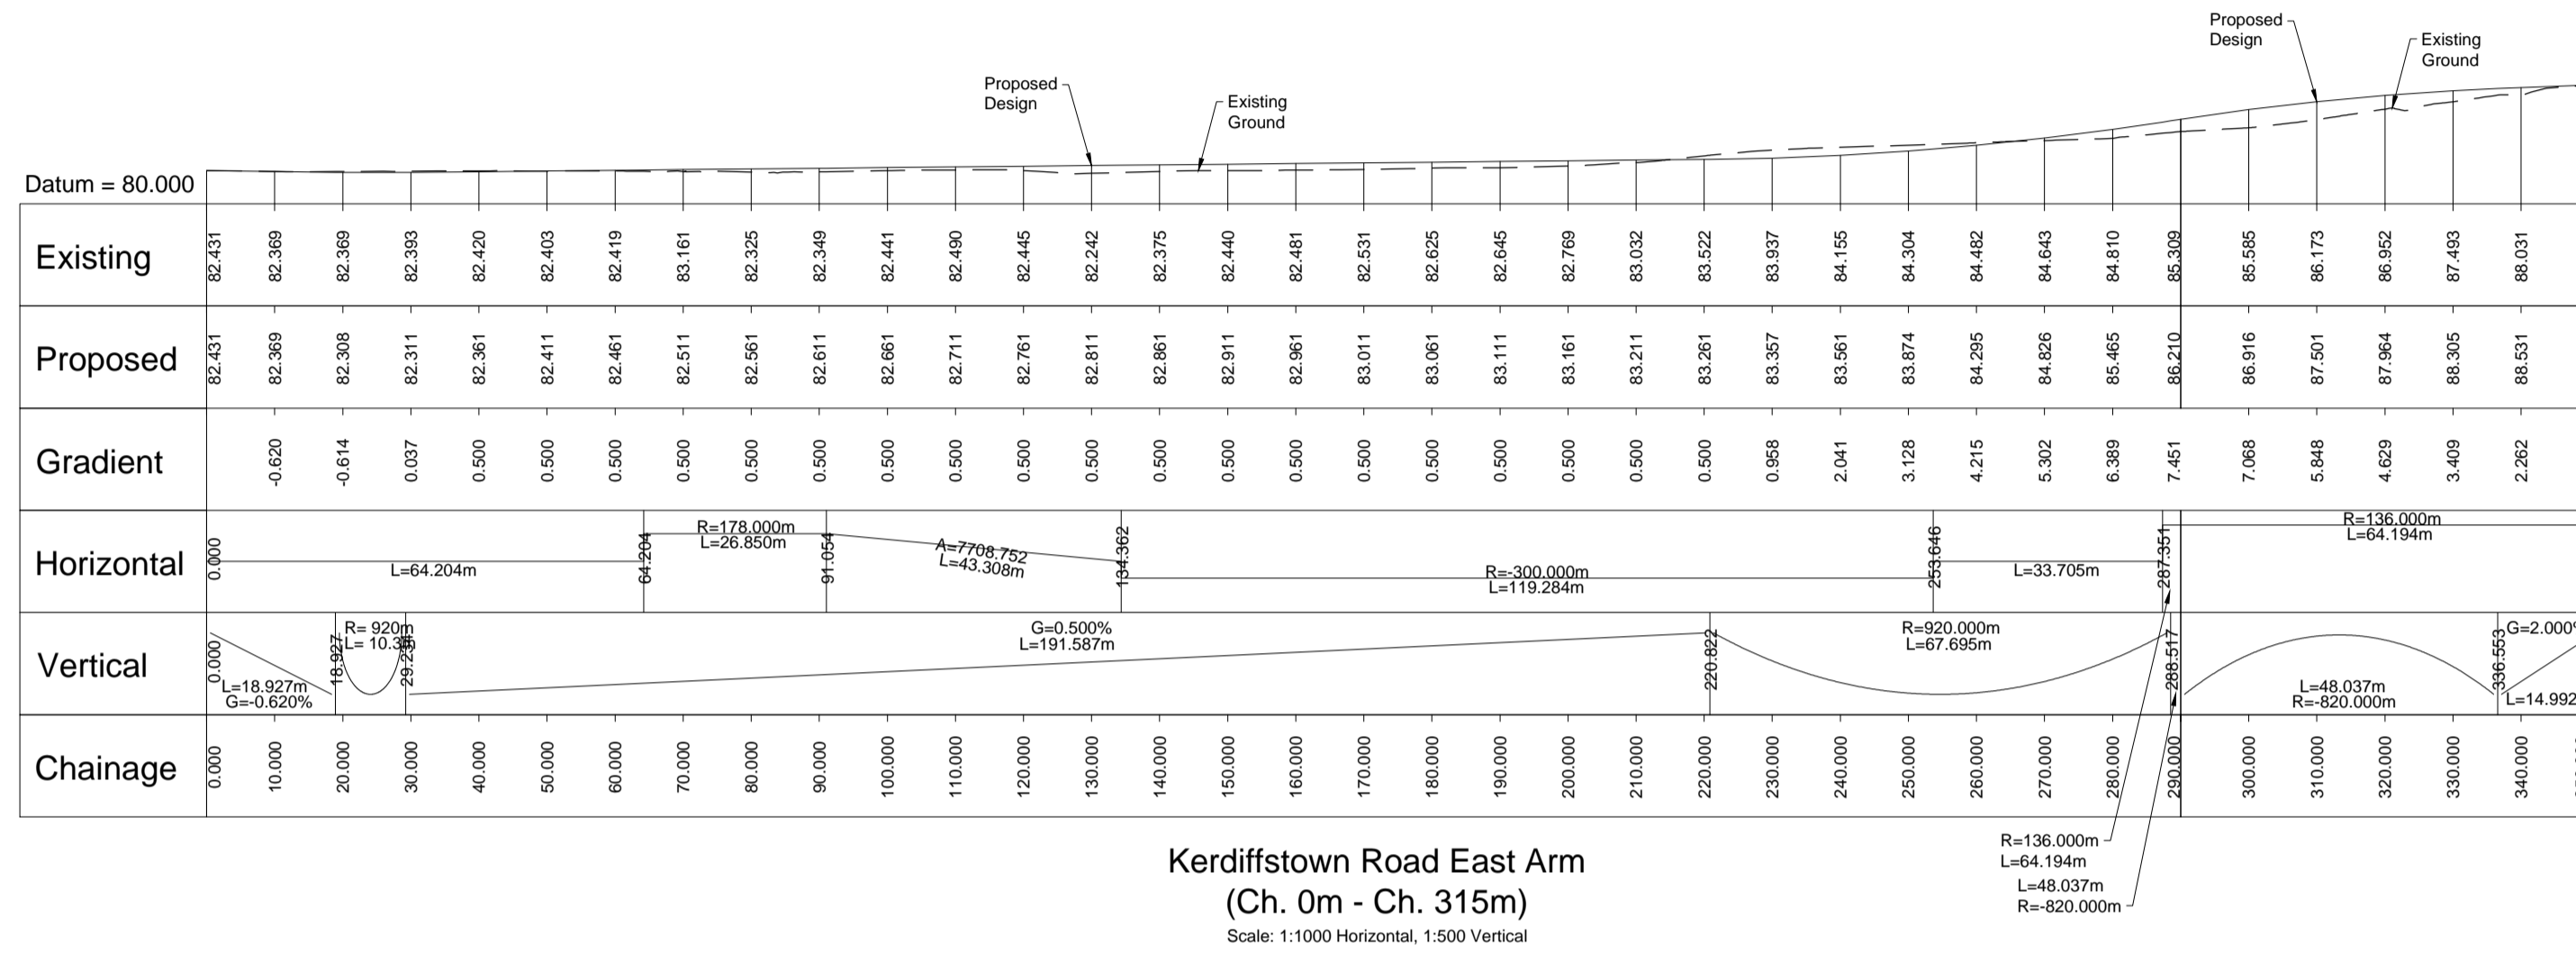 Proposed
Design
Existing
Ground
Proposed
Design
Existing
Ground
Datum = 80.000
Existing
82.431 82.369 82.369 82.393 82.420 82.403 82.419 83.161 82.325 82.349 82.441 82.490 82.445 82.242 82.375 82.440 82.481 82.531 82.625 82.645 82.769 83.032 83.522 83.937 84.155 84.304 84.482 84.643 84.810 85.309 85.585 86.173 86.952 87.493 88.031
Proposed
82.431 82.369 82.308 82.311 82.361 82.411 82.461 82.511 82.561 82.611 82.661 82.711 82.761 82.811 82.861 82.911 82.961 83.011 83.061 83.111 83.161 83.211 83.261 83.357 83.561 83.874 84.295 84.826 85.465 86.210 86.916 87.501 87.964 88.305 88.531
Gradient
-0.620 -0.614 0.037 0.500 0.500 0.500 0.500 0.500 0.500 0.500 0.500 0.500 0.500 0.500 0.500 0.500 0.500 0.500 0.500 0.500 0.500 0.500 0.958 2.041 3.128 4.215 5.302 6.389 7.451 7.068 5.848 4.629 3.409 2.262
Horizontal
0.000
L=64.204m
64.204
R=178.000m
L=26.850m
91.054
A=7708.752
L=43.308m
134.362
R=-300.000m
L=119.284m
253.646
L=33.705m
287.351
R=136.000m
L=64.194m
Vertical
0.000
L=18.927m
G=-0.620%
18.927
R= 920m
G=0.500%
L=191.587m
220.822
R=920.000m
L=67.695m
288.517
L=48.037m
R=-820.000m
336.553
G=2.000%
L=14.992
Chainage
0.000 10.000 20.000 30.000 40.000 50.000 60.000 70.000 80.000 90.000 100.000 110.000 120.000 130.000 140.000 150.000 160.000 170.000 180.000 190.000 200.000 210.000 220.000 230.000 240.000 250.000 260.000 270.000 280.000 290.000 300.000 310.000 320.000 330.000 340.000
R=136.000m
L=64.194m
L=48.037m
R=-820.000m
Kerdiffstown Road East Arm
(Ch. 0m - Ch. 315m)
Scale: 1:1000 Horizontal, 1:500 Vertical